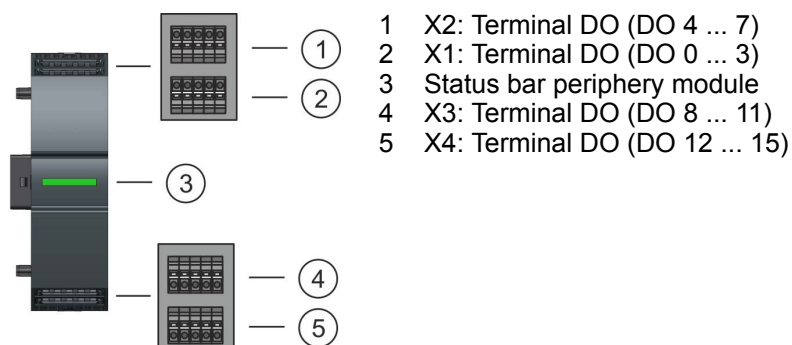 1 X2: Terminal DO (DO 4 ... 7)
2 X1: Terminal DO (DO 0 ... 3)
3 Status bar periphery module
4 X3: Terminal DO (DO 8 ... 11)
5 X4: Terminal DO (DO 12 ... 15)
1
2
3
4
5